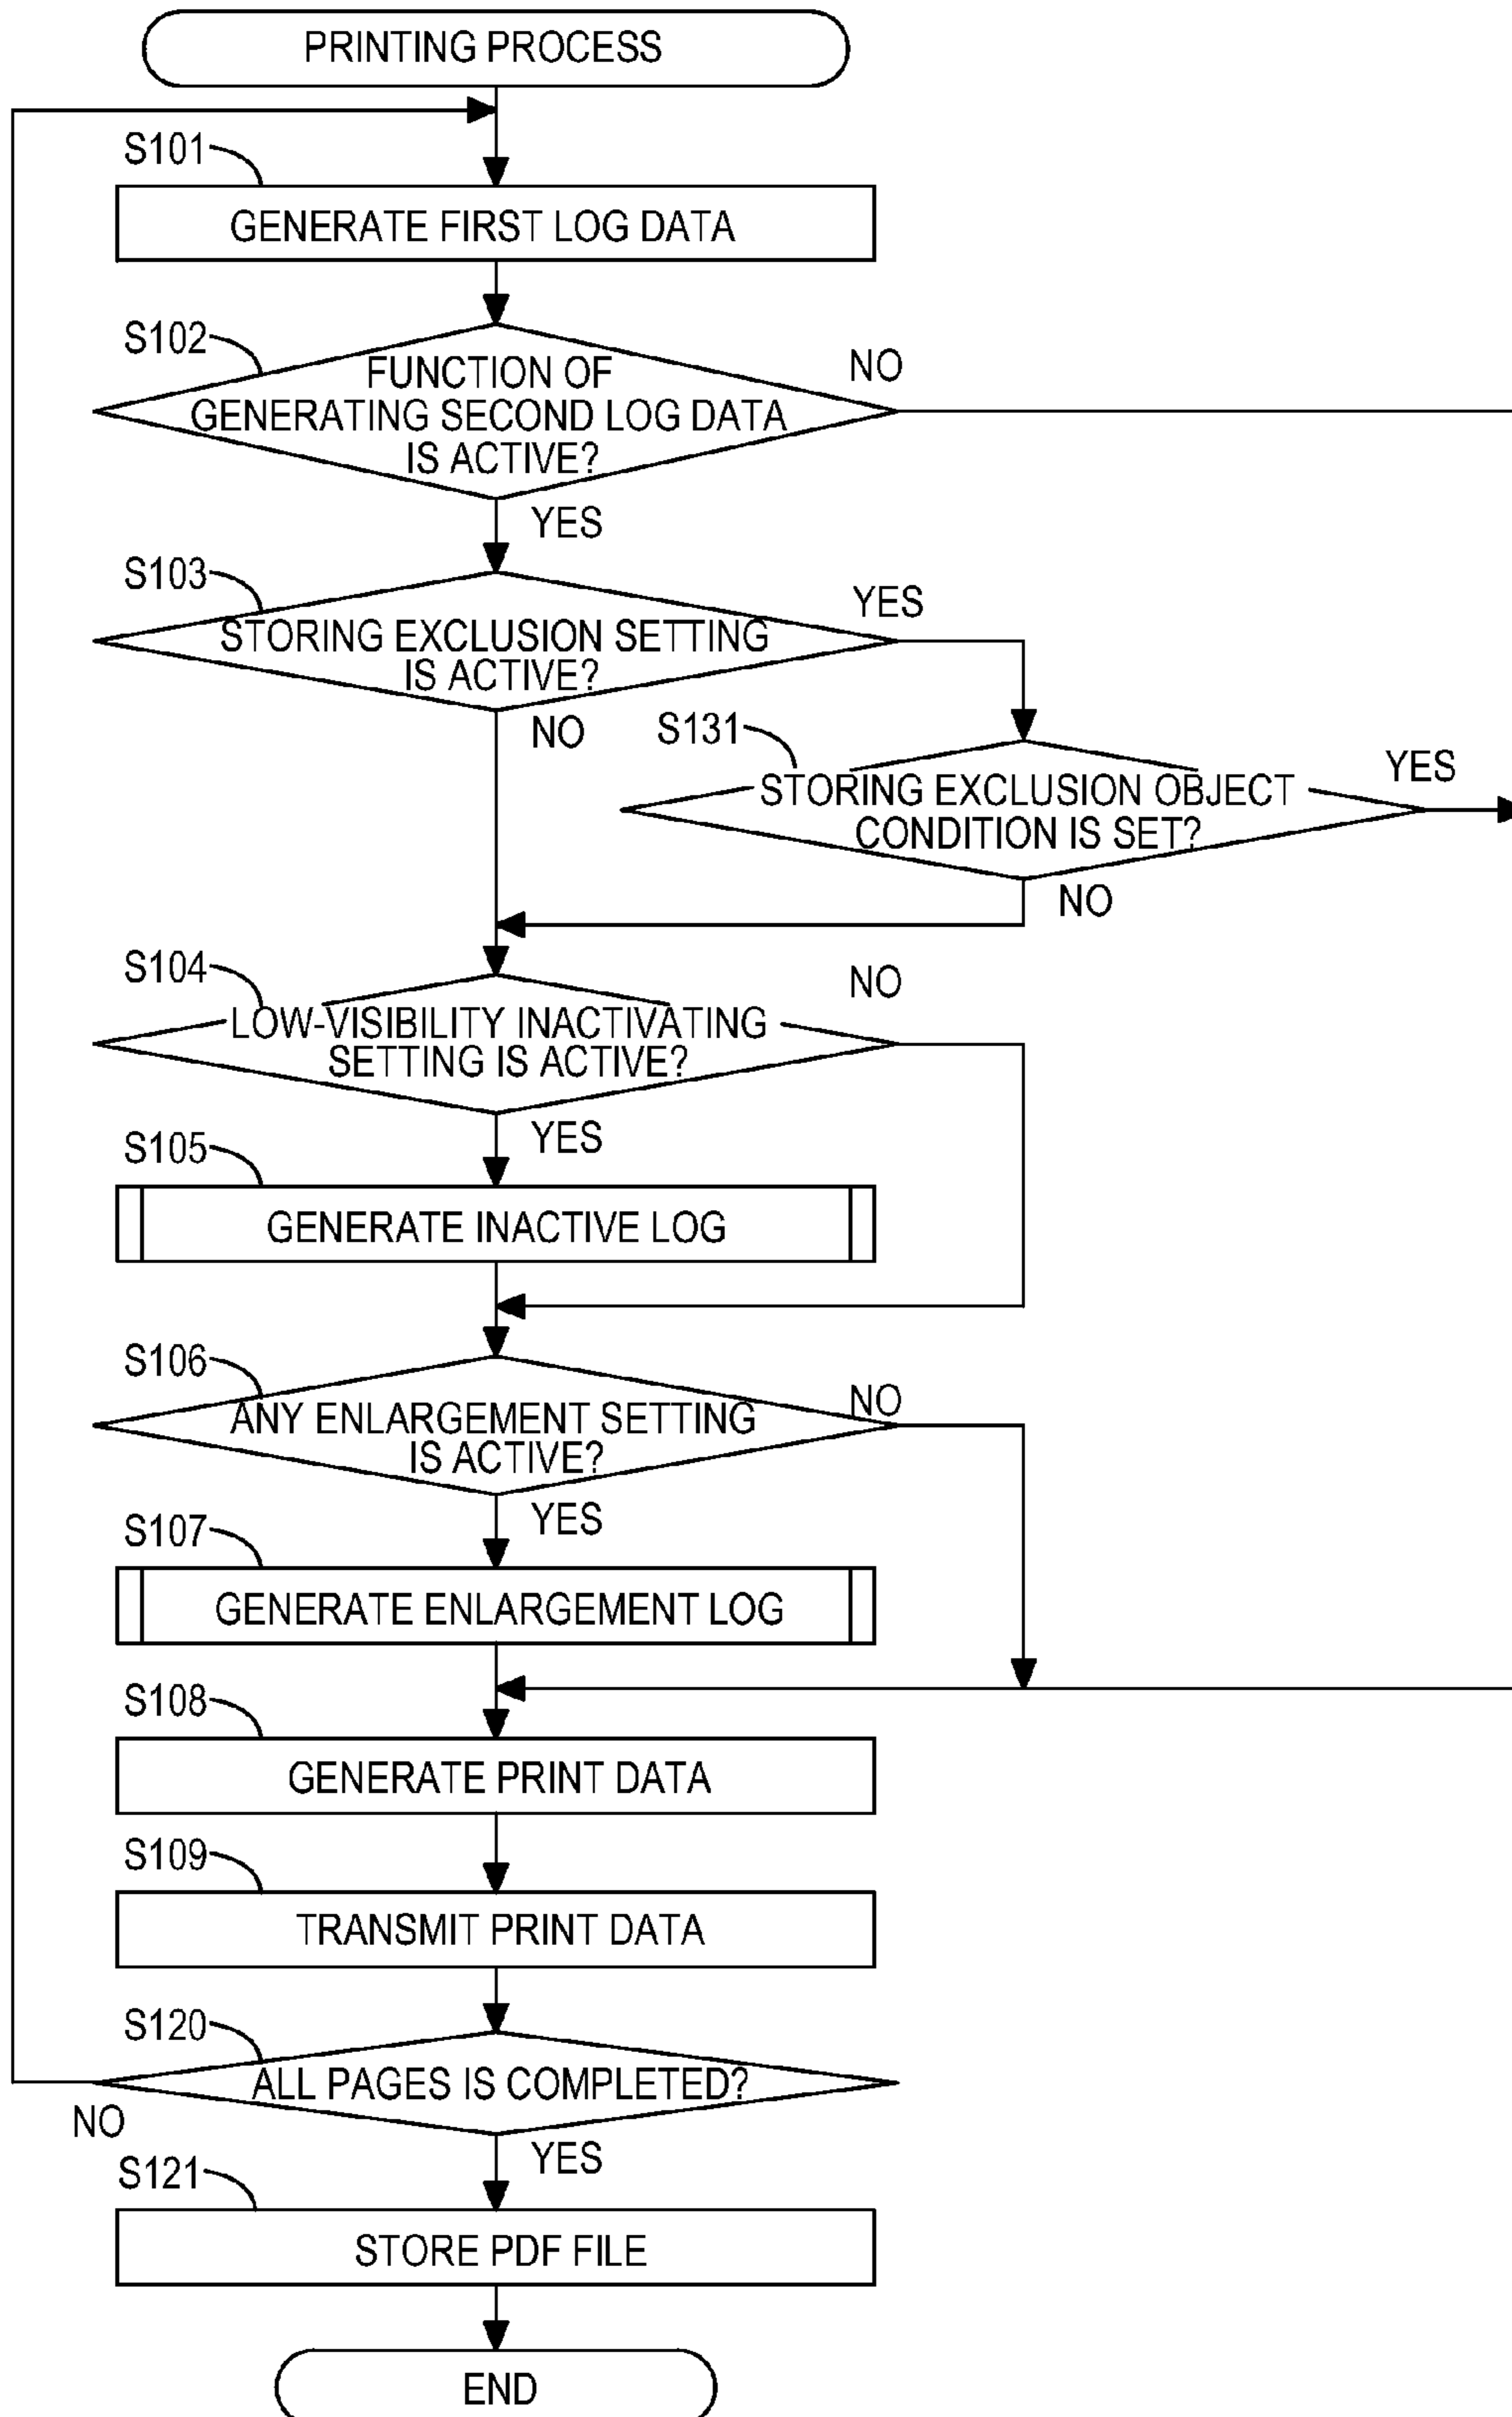 PRINTING PROCESS
S101
GENERATE FIRST LOG DATA
S102
FUNCTION OF
GENERATING SECOND LOG DATA
IS ACTIVE?
NO
YES
S103
STORING EXCLUSION SETTING
IS ACTIVE?
YES
NO
S131
STORING EXCLUSION OBJECT
CONDITION IS SET?
YES
NO
S104
LOW-VISIBILITY INACTIVATING
SETTING IS ACTIVE?
NO
YES
S105
GENERATE INACTIVE LOG
S106
ANY ENLARGEMENT SETTING
IS ACTIVE?
NO
YES
S107
GENERATE ENLARGEMENT LOG
S108
GENERATE PRINT DATA
S109
TRANSMIT PRINT DATA
S120
ALL PAGES IS COMPLETED?
NO
YES
S121
STORE PDF FILE
END